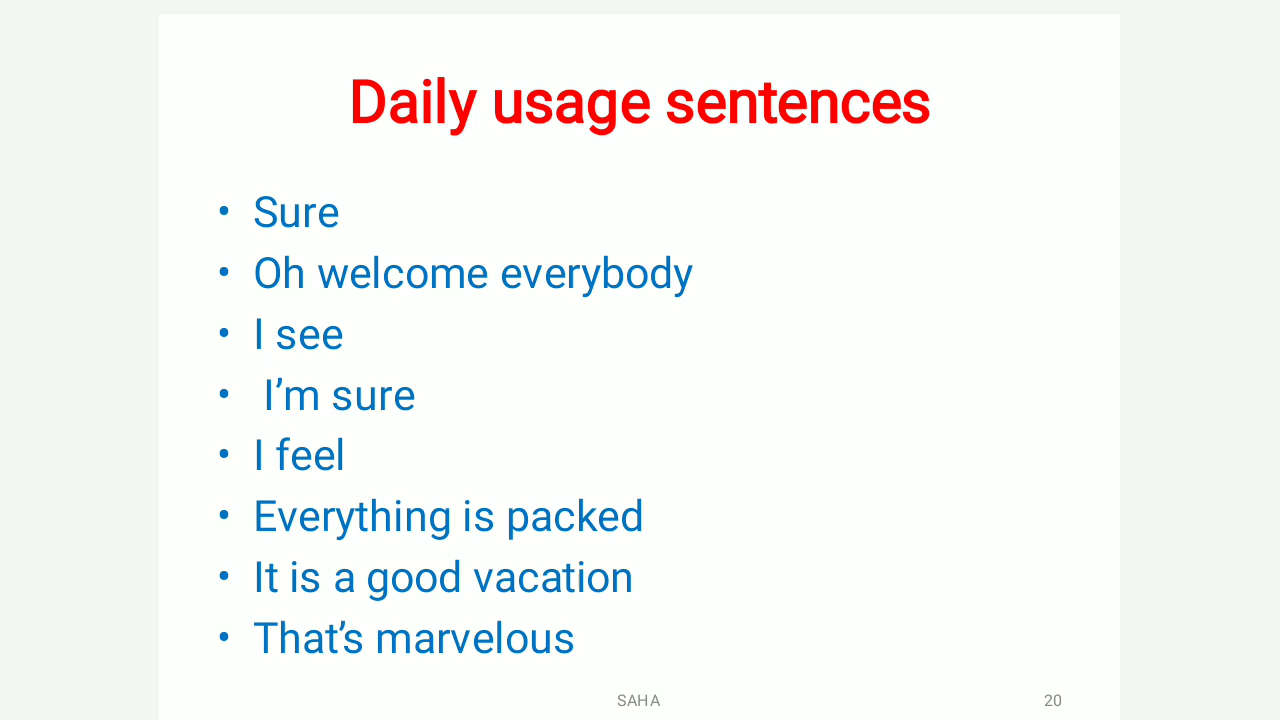 Daily usage sentences
• Sure
• Oh welcome everybody
• I see
• I’m sure
• I feel
• Everything is packed
• It is a good vacation
• That’s marvelous
SAHA
20